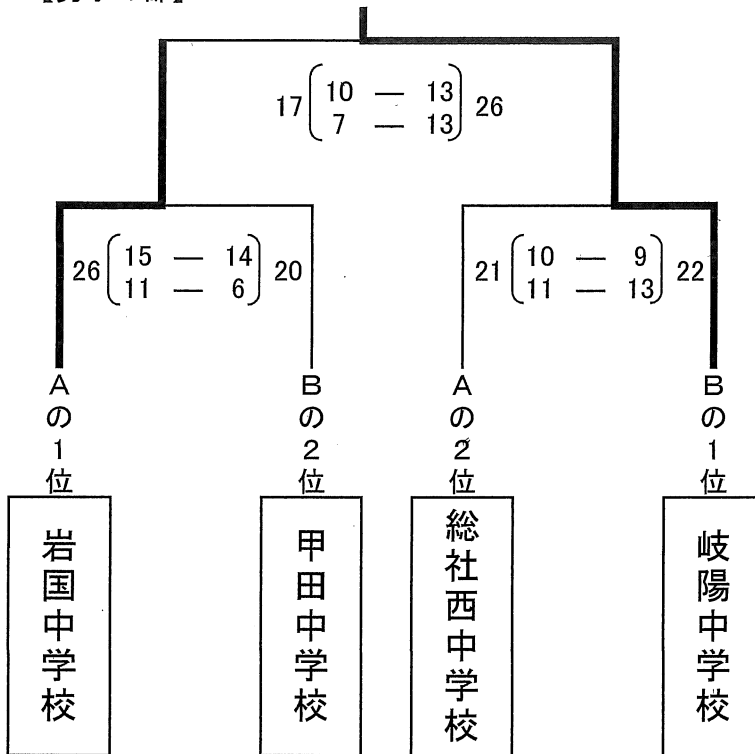 17 10 — 13 26
7 — 13
26 15 — 14 20
11 — 6
21 10 — 9 22
11 — 13
Aの1位
Bの2位
Aの2位
Bの1位
岩国中学校
甲田中学校
総社西中学校
岐陽中学校